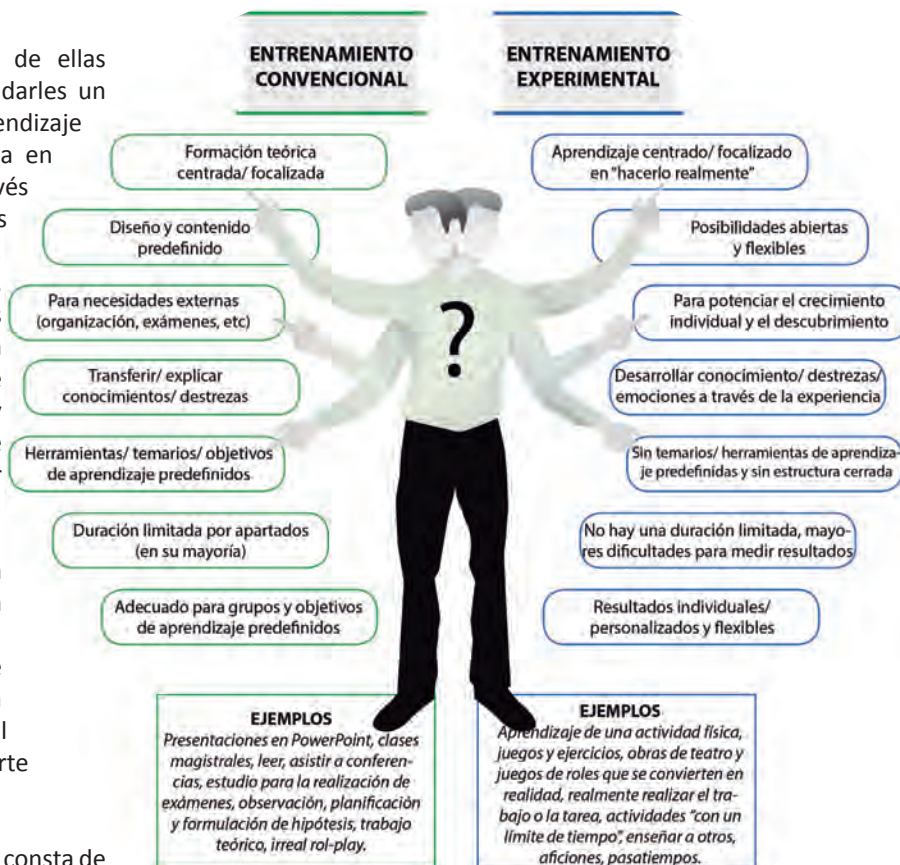 de ellas
darles un
endizaje
a en
vés
s
s
n
e
y
e
l
rte
consta de
ENTRENAMIENTO
CONVENCIONAL
Formación teórica
centrada/ focalizada
Diseño y contenido
predefinido
Para necesidades externas
(organización, exámenes, etc)
Transferir/ explicar
conocimientos/ destrezas
Herramientas/ temarios/ objetivos
de aprendizaje predefinidos
Duración limitada por apartados
(en su mayoría)
Adecuado para grupos y objetivos
de aprendizaje predefinidos
EJEMPLOS
Presentaciones en PowerPoint, clases
magistrales, leer, asistir a conferen-
cias, estudio para la realización de
exámenes, observación, planificación
y formulación de hipótesis, trabajo
teórico, irreal rol-play.
?
ENTRENAMIENTO
EXPERIMENTAL
Aprendizaje centrado/ focalizado
en "hacerlo realmente"
Posibilidades abiertas
y flexibles
Para potenciar el crecimiento
individual y el descubrimiento
Desarrollar conocimiento/ destrezas/
emociones a través de la experiencia
Sin temarios/ herramientas de aprendiza-
je predefinidas y sin estructura cerrada
No hay una duración limitada, mayo-
res dificultades para medir resultados
Resultados individuales/
personalizados y flexibles
EJEMPLOS
Aprendizaje de una actividad física,
juegos y ejercicios, obras de teatro y
juegos de roles que se convierten en
realidad, realmente realizar el tra-
bajo o la tarea, actividades "con un
límite de tiempo", enseñar a otros,
aficiones, pasatiempos.